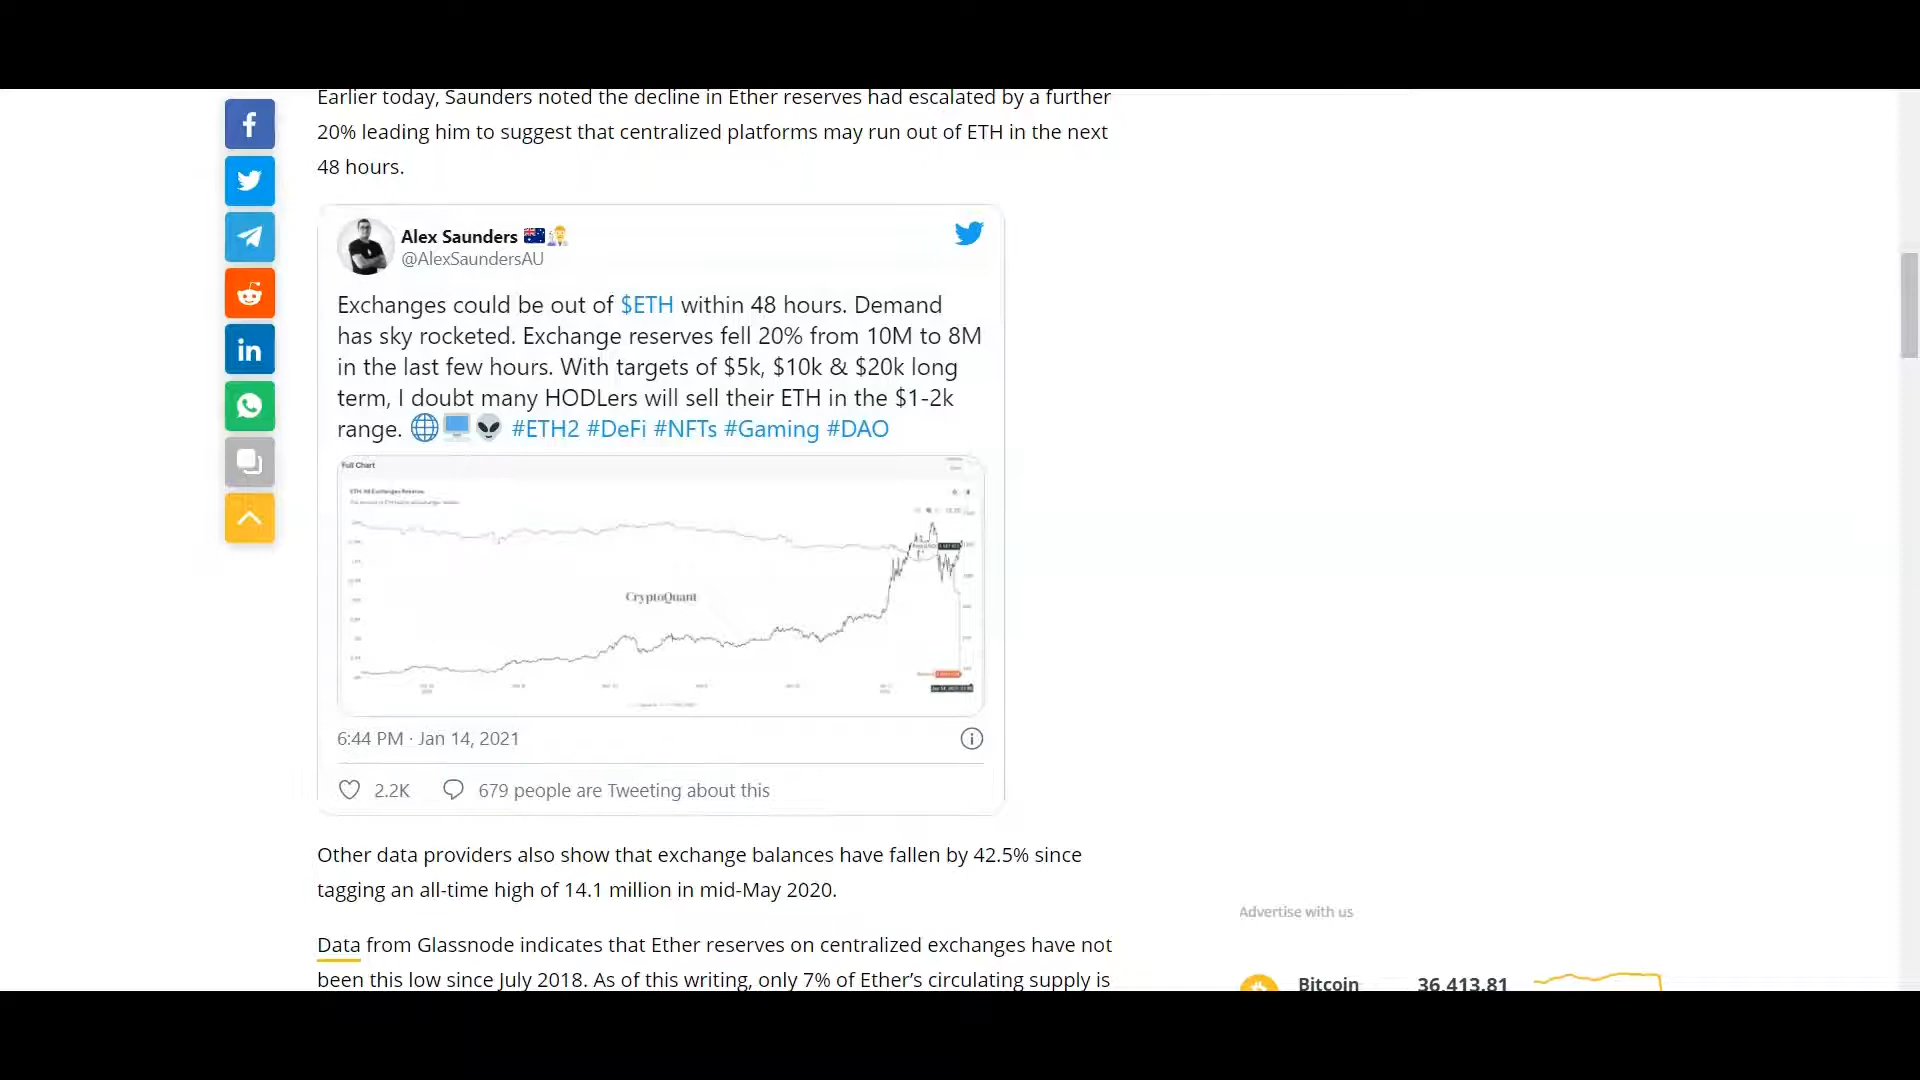 Earlier today, Saunders noted the decline in Ether reserves had escalated by a further
20% leading him to suggest that centralized platforms may run out of ETH in the next
48 hours.
Alex Saunders
@AlexSaundersAU
Exchanges could be out of $ETH within 48 hours. Demand
has sky rocketed. Exchange reserves fell 20% from 10M to 8M
in the last few hours. With targets of $5k, $10k & $20k long
term, I doubt many HODLers will sell their ETH in the $1-2k
range. #ETH2 #DeFi #NFTs #Gaming #DAO
Full Chart
CryptoQuant
6:44 PM · Jan 14, 2021
2.2K 679 people are Tweeting about this
Other data providers also show that exchange balances have fallen by 42.5% since
tagging an all-time high of 14.1 million in mid-May 2020.
Advertise with us
Data from Glassnode indicates that Ether reserves on centralized exchanges have not
been this low since July 2018. As of this writing, only 7% of Ether’s circulating supply is
Bitcoin 36,413.81